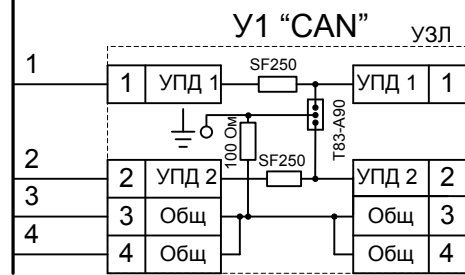 У1 “CAN”
УЗЛ
1
SF250
1 УПД 1
УПД 1 1
T83-A90
100 Ом
2
SF250
2 УПД 2
УПД 2 2
3
3 Общ
Общ 3
4
4 Общ
Общ 4